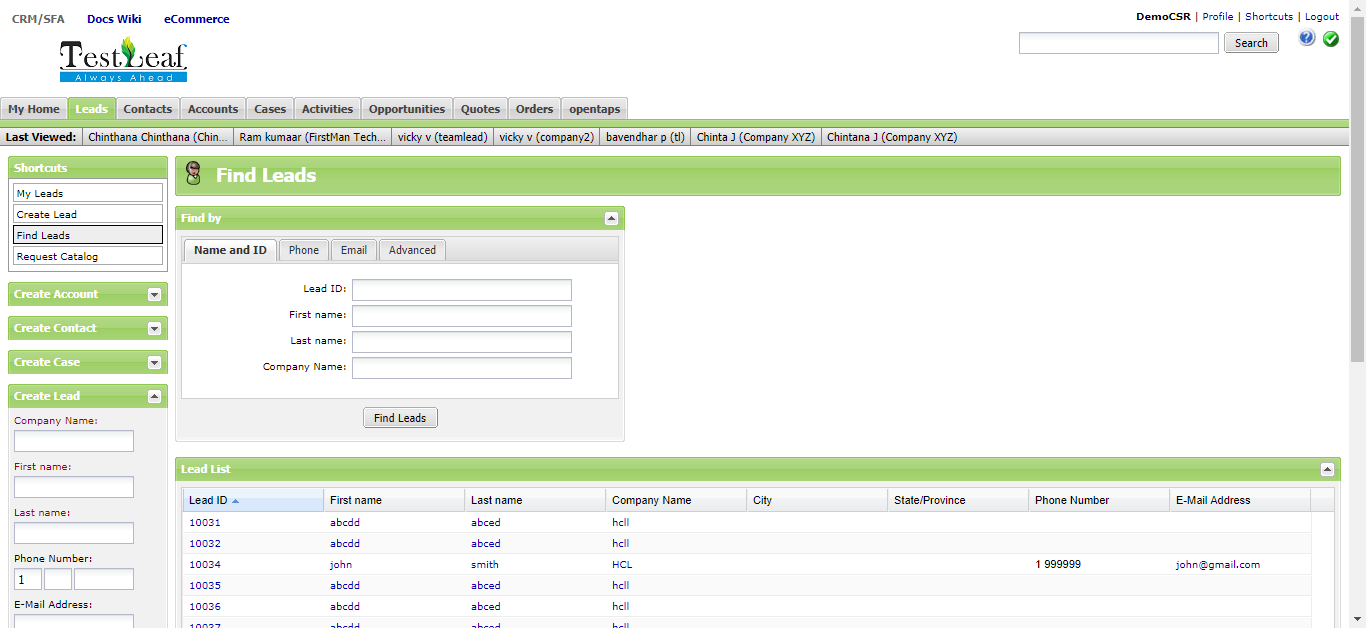 CRM/SFA Docs Wiki eCommerce
DemoCSR | Profile | Shortcuts | Logout
Search
TestLeaf
Always Ahead
My Home Leads Contacts Accounts Cases Activities Opportunities Quotes Orders opentaps
Last Viewed: Chinthana Chinthana (Chin... Ram kumaar (FirstMan Tech... vicky v (teamlead) vicky v (company2) bavendhar p (tl) Chinta J (Company XYZ) Chintana J (Company XYZ)
Shortcuts
My Leads
Create Lead
Find Leads
Request Catalog
Create Account
Create Contact
Create Case
Create Lead
Company Name:
First name:
Last name:
Phone Number:
1
E-Mail Address:
Find Leads
Find by
Name and ID Phone Email Advanced
Lead ID:
First name:
Last name:
Company Name:
Find Leads
Lead List
Lead ID First name Last name Company Name City State/Province Phone Number E-Mail Address
10031 abcdd abced hcll
10032 abcdd abced hcll
10034 john smith HCL 1 999999 john@gmail.com
10035 abcdd abced hcll
10036 abcdd abced hcll
10037 abcdd abced hcll